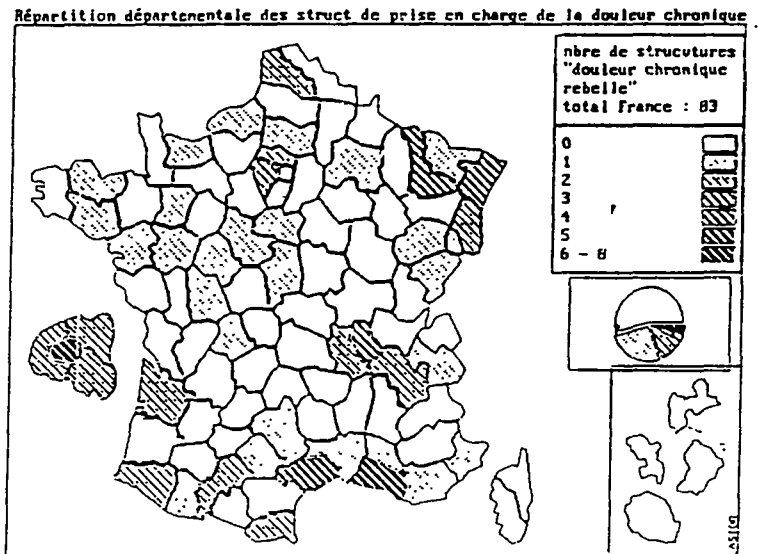 Répartition départementale des struct de prise en charge de la douleur chronique
nbre de strucvtures
"douleur chronique
rebelle"
total France : 83
0
1
2
3
4
5
6 - 8